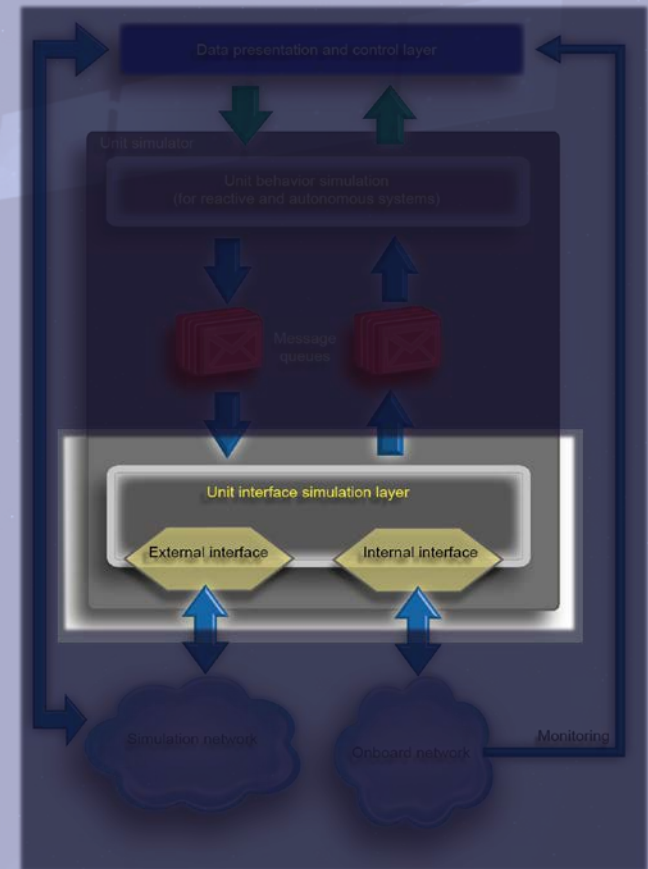 Data presentation and control layer
Unit simulator
Unit behavior simulation
(for reactive and autonomous systems)
Message
queues
Unit interface simulation layer
External interface
Internal interface
Simulation network
Onboard network
Monitoring